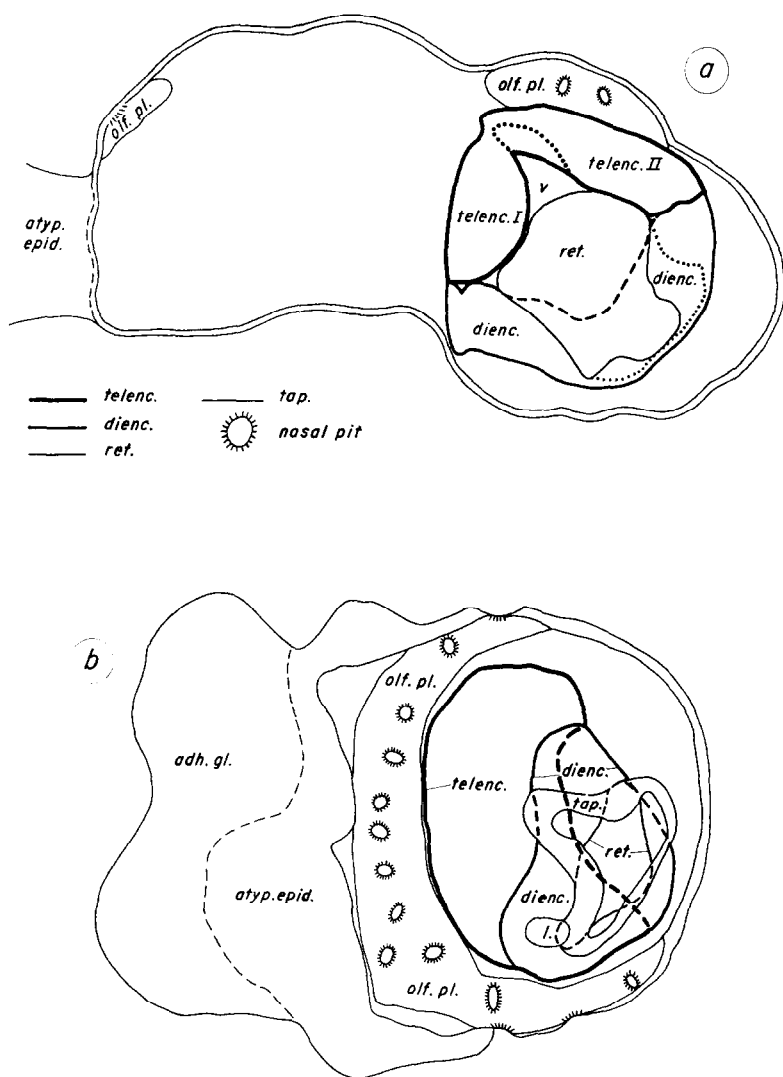 a
olf. pl.
olf. pl.
telenc. II
v
telenc. I
atyp.
epid.
ret.
dienc.
dienc.
telenc.
tap.
dienc.
nasal pit
ret.
b
olf. pl.
adh. gl.
dienc.
telenc.
tap.
ret.
atyp. epid.
dienc.
l.
olf. pl.